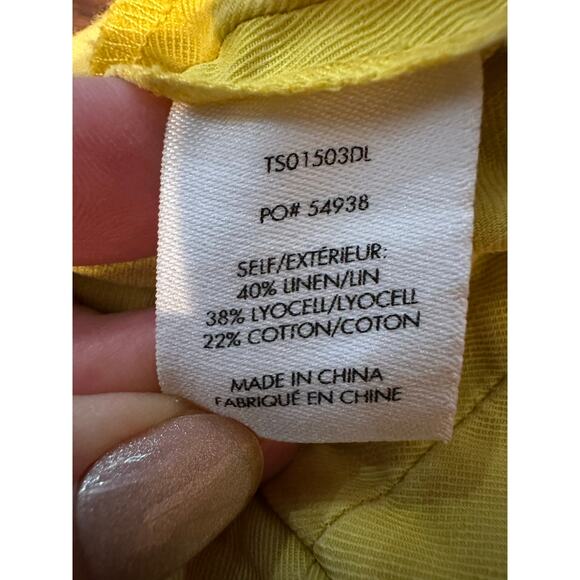 TS01503DL
PO# 54938
SELF/EXTÉRIEUR:
40% LINEN/LIN
38% LYOCELL/LYOCELL
22% COTTON/COTON
MADE IN CHINA
FABRIQUÉ EN CHINE